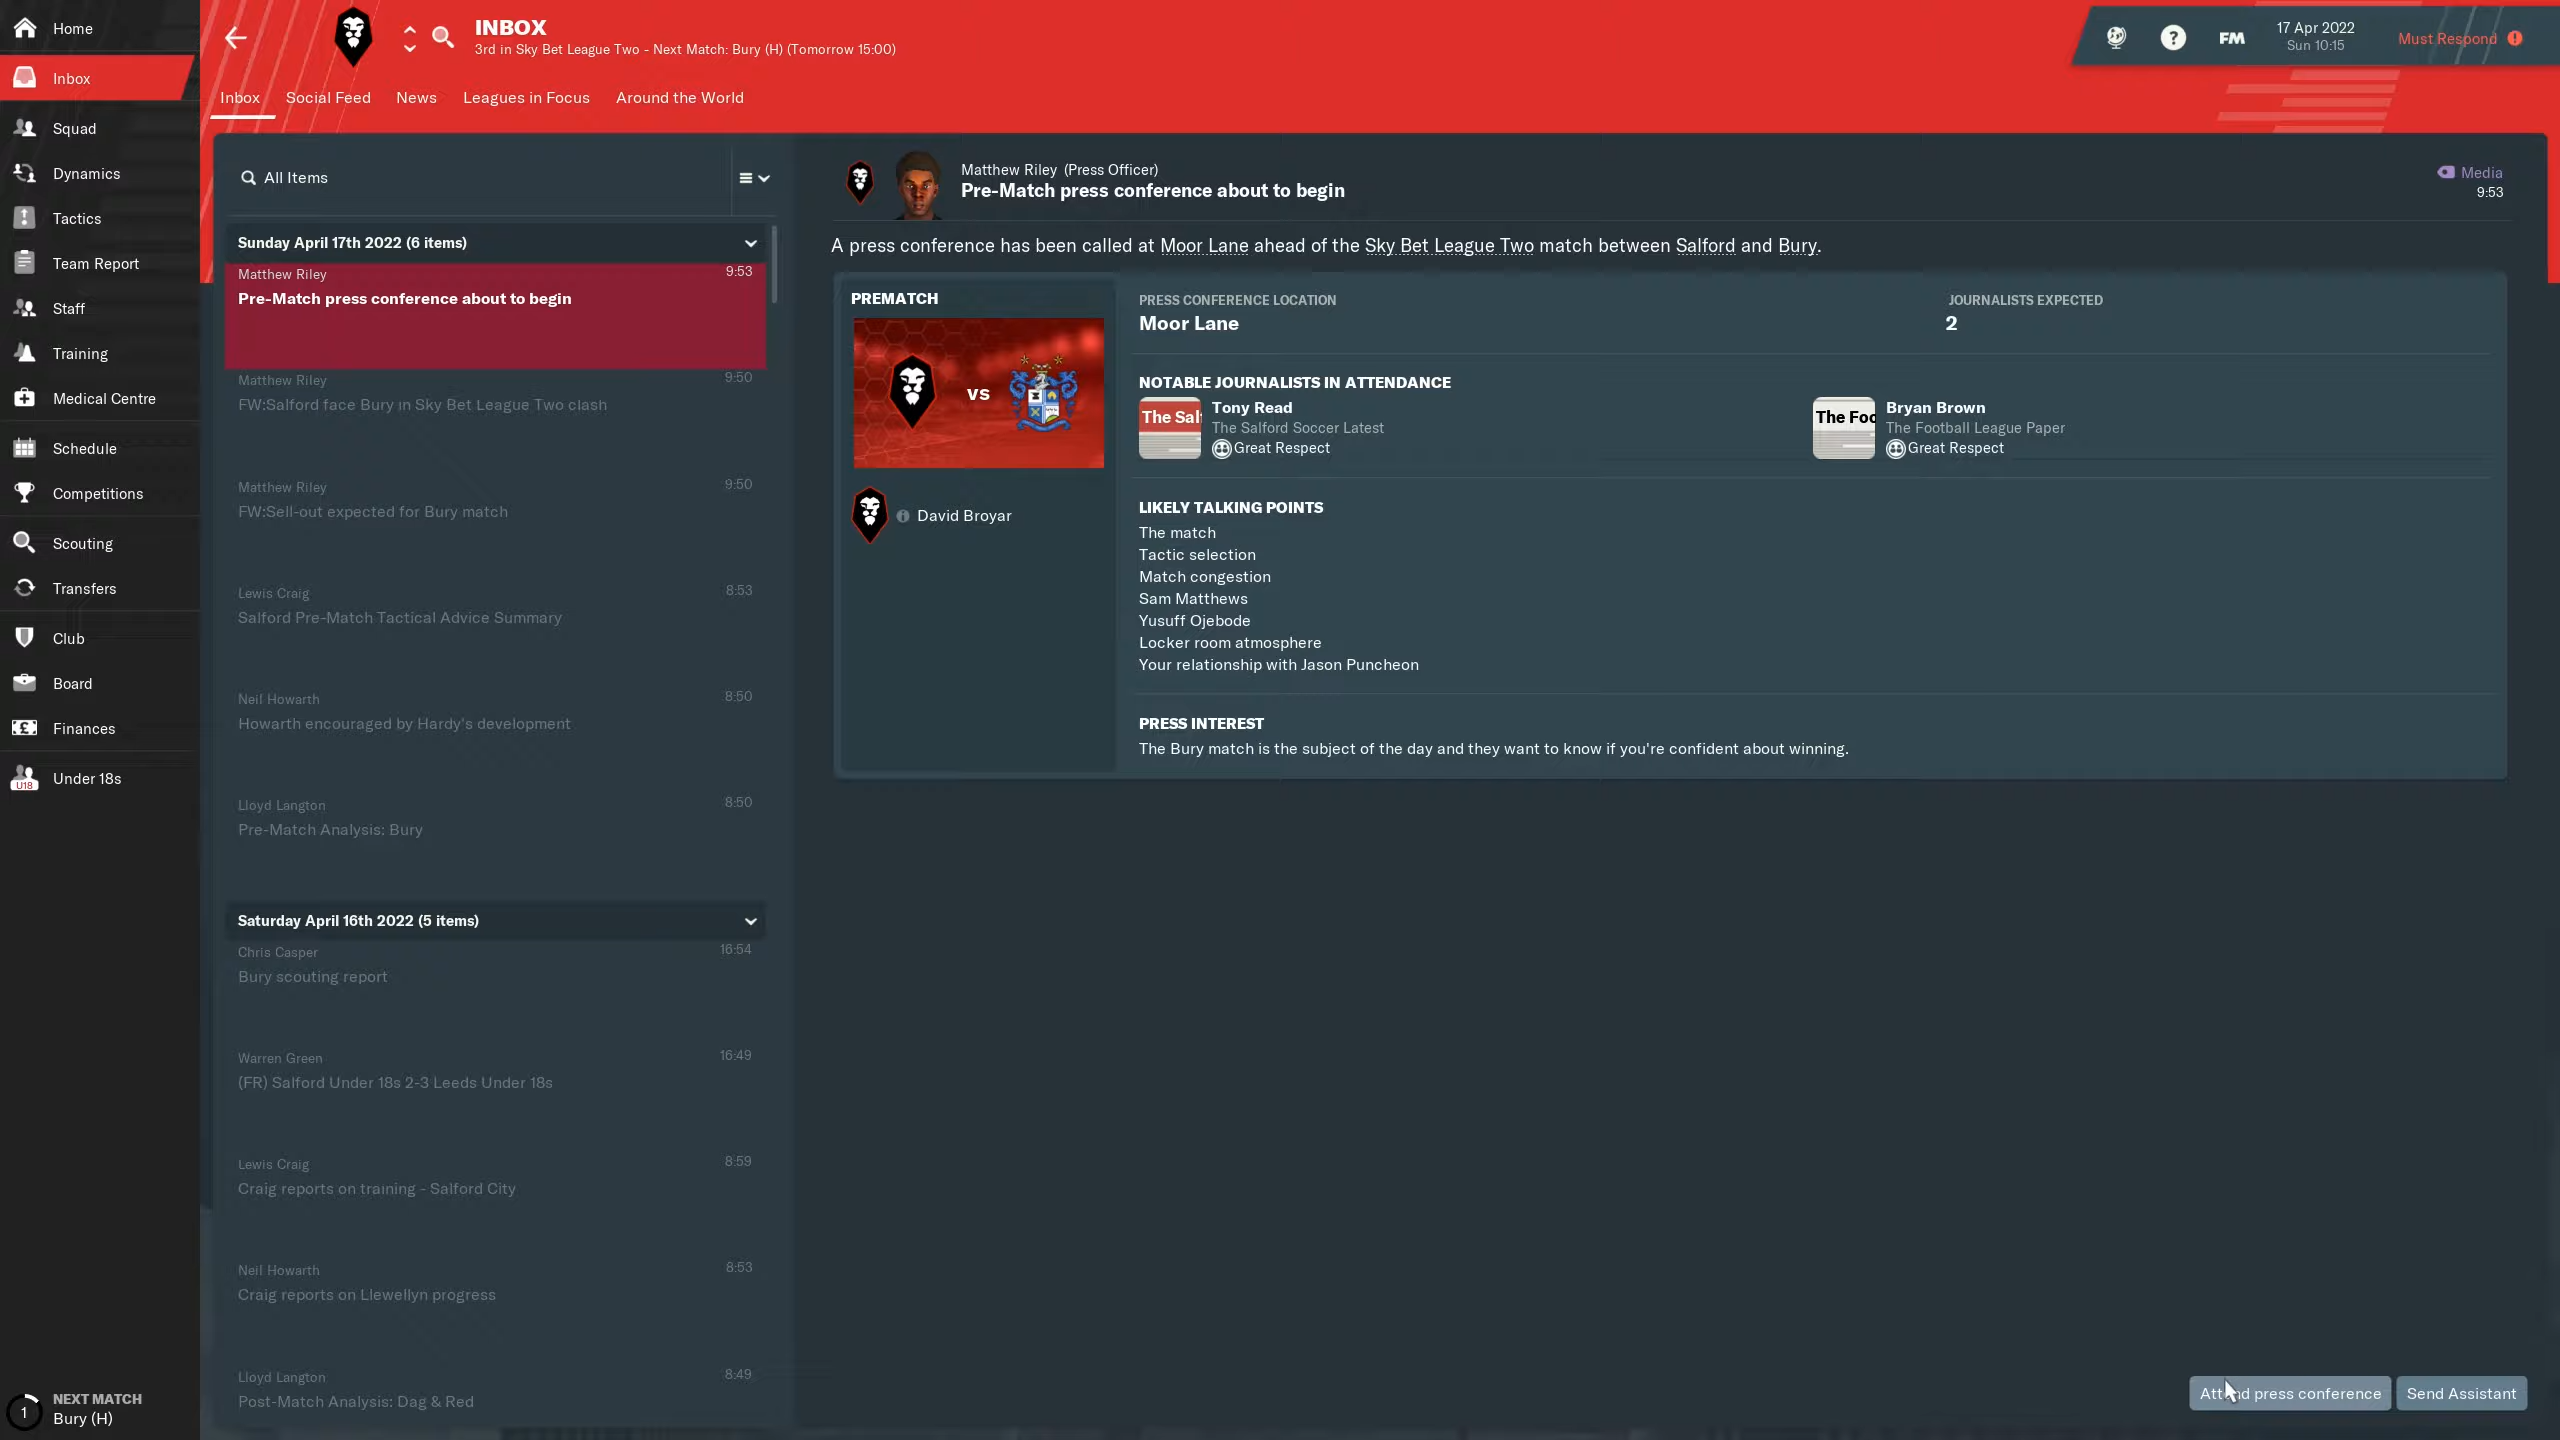 Home
Inbox
Squad
Dynamics
Tactics
Team Report
Staff
Training
Medical Centre
Schedule
Competitions
Scouting
Transfers
Club
Board
Finances
U18
Under 18s
1
NEXT MATCH
Bury (H)
INBOX
3rd in Sky Bet League Two - Next Match: Bury (H) (Tomorrow 15:00)
?
FM
17 Apr 2022
Sun 10:15
Must Respond
Inbox Social Feed News Leagues in Focus Around the World
All Items
Sunday April 17th 2022 (6 items)
Matthew Riley 9:53
Pre-Match press conference about to begin
Matthew Riley 9:50
FW:Salford face Bury in Sky Bet League Two clash
Matthew Riley 9:50
FW:Sell-out expected for Bury match
Lewis Craig 8:53
Salford Pre-Match Tactical Advice Summary
Neil Howarth 8:50
Howarth encouraged by Hardy's development
Lloyd Langton 8:50
Pre-Match Analysis: Bury
Saturday April 16th 2022 (5 items)
Chris Casper 16:54
Bury scouting report
Warren Green 16:49
(FR) Salford Under 18s 2-3 Leeds Under 18s
Lewis Craig 8:59
Craig reports on training - Salford City
Neil Howarth 8:53
Craig reports on Llewellyn progress
Lloyd Langton 8:49
Post-Match Analysis: Dag & Red
Matthew Riley (Press Officer)
Pre-Match press conference about to begin
Media
9:53
A press conference has been called at Moor Lane ahead of the Sky Bet League Two match between Salford and Bury.
PREMATCH
vs
David Broyar
PRESS CONFERENCE LOCATION
Moor Lane
JOURNALISTS EXPECTED
2
NOTABLE JOURNALISTS IN ATTENDANCE
The Sal
Tony Read
The Salford Soccer Latest
Great Respect
The Foo
Bryan Brown
The Football League Paper
Great Respect
LIKELY TALKING POINTS
The match
Tactic selection
Match congestion
Sam Matthews
Yusuff Ojebode
Locker room atmosphere
Your relationship with Jason Puncheon
PRESS INTEREST
The Bury match is the subject of the day and they want to know if you're confident about winning.
Attend press conference
Send Assistant